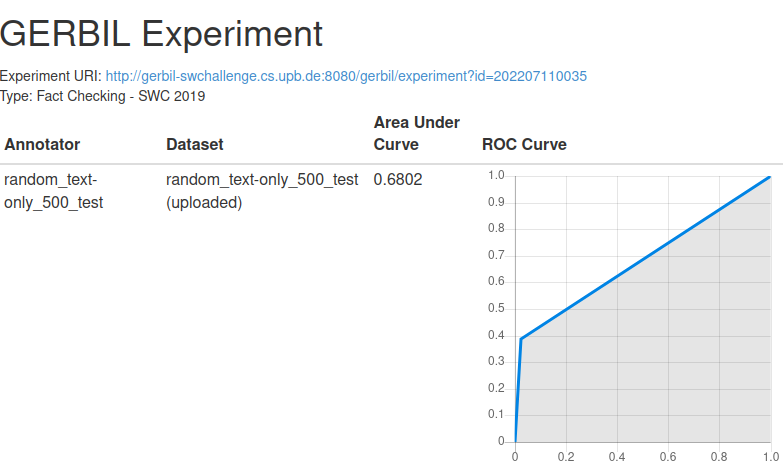 GERBIL Experiment
Experiment URI: http://gerbil-swchallenge.cs.upb.de:8080/gerbil/experiment?id=202207110035
Type: Fact Checking - SWC 2019
Annotator Dataset Area Under Curve ROC Curve
random_text-only_500_test random_text-only_500_test (uploaded) 0.6802
1.0
0.9
0.8
0.7
0.6
0.5
0.4
0.3
0.2
0.1
0
0 0.2 0.4 0.6 0.8 1.0